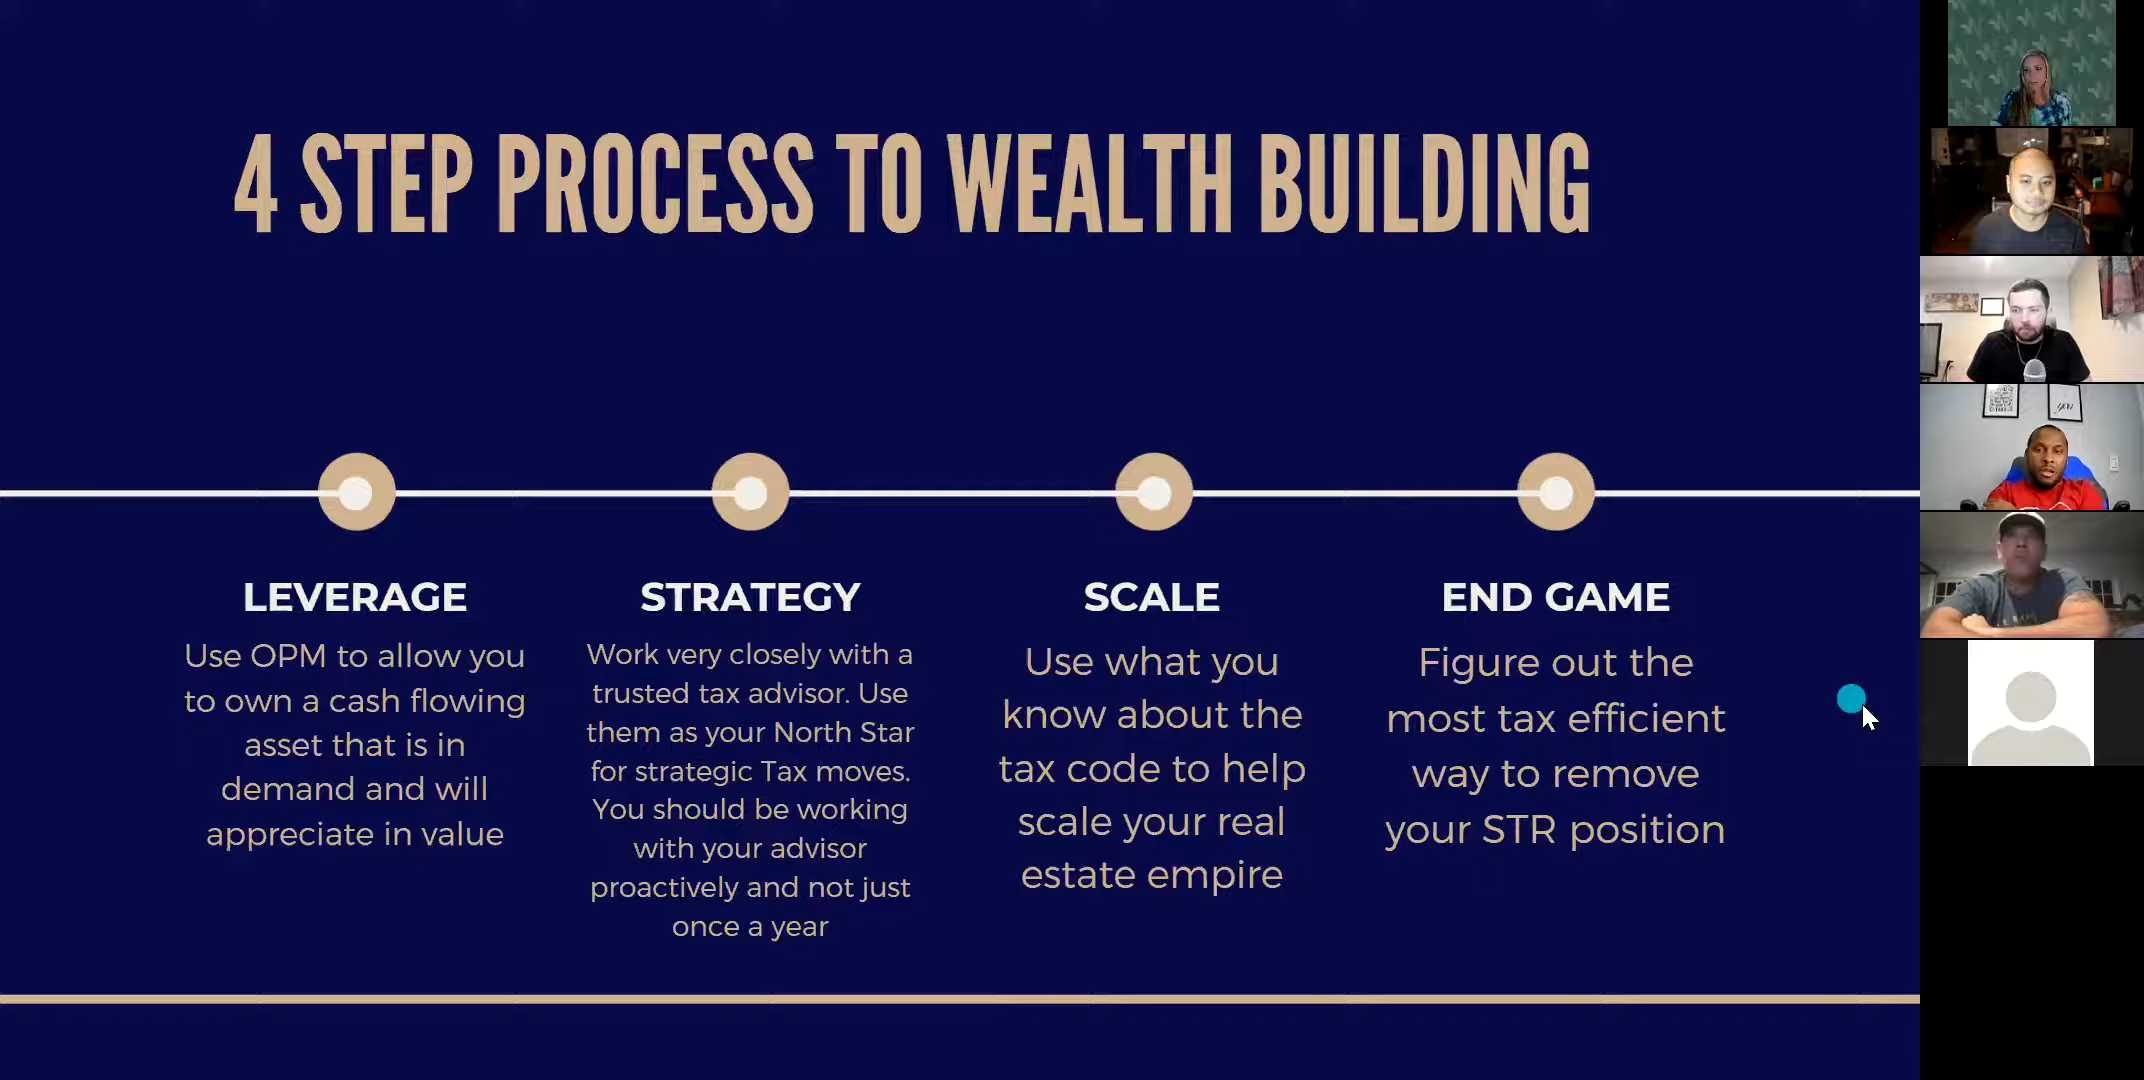 4 STEP PROCESS TO WEALTH BUILDING
LEVERAGE
Use OPM to allow you
to own a cash flowing
asset that is in
demand and will
appreciate in value
STRATEGY
Work very closely with a
trusted tax advisor. Use
them as your North Star
for strategic Tax moves.
You should be working
with your advisor
proactively and not just
once a year
SCALE
Use what you
know about the
tax code to help
scale your real
estate empire
END GAME
Figure out the
most tax efficient
way to remove
your STR position
you